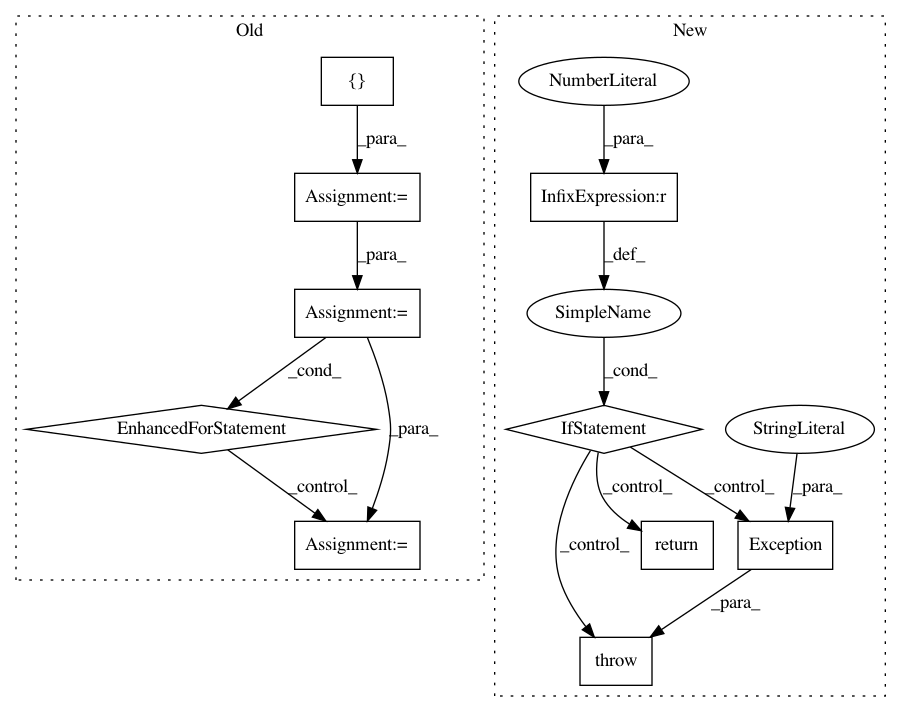 Old
New
{}
NumberLiteral
_para_
_para_
Assignment:=
InfixExpression:r
_para_
_def_
Assignment:=
SimpleName
_cond_
_cond_
EnhancedForStatement
_para_
IfStatement
StringLiteral
_control_
_control_
_control_
_para_
Assignment:=
_control_
return
Exception
_para_
throw